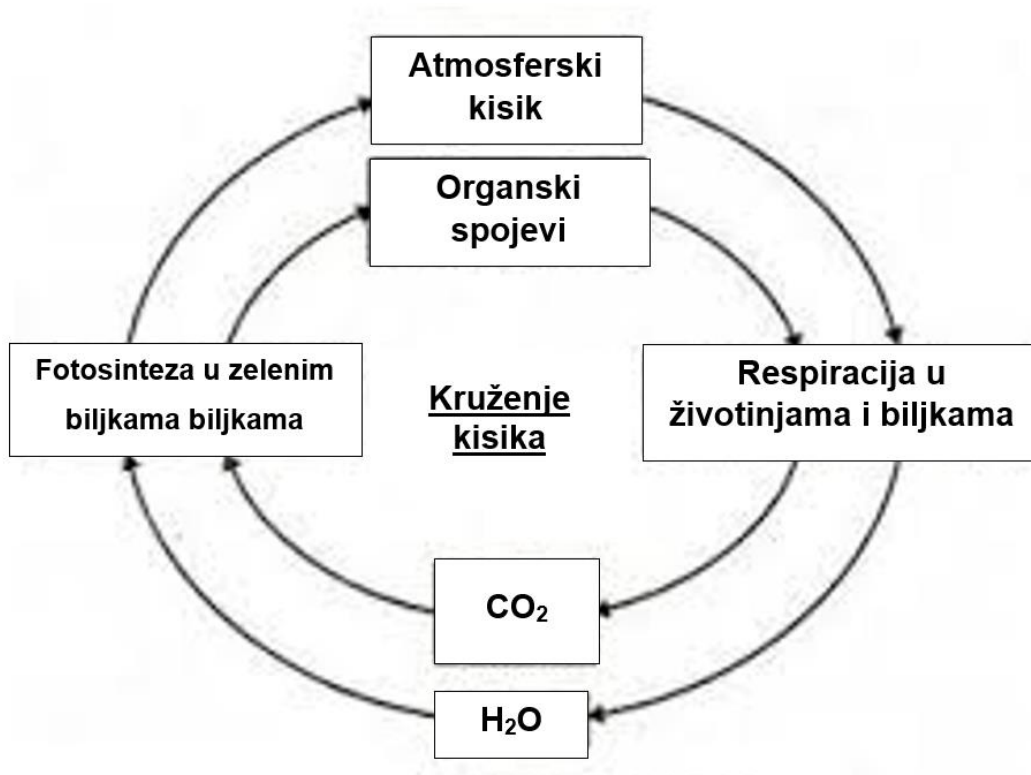 Atmosferski
kisik
Organski
spojevi
Fotosinteza u zelenim
biljkama biljkama
Kruženje
kisika
Respiracija u
životinjama i biljkama
CO₂
H₂O